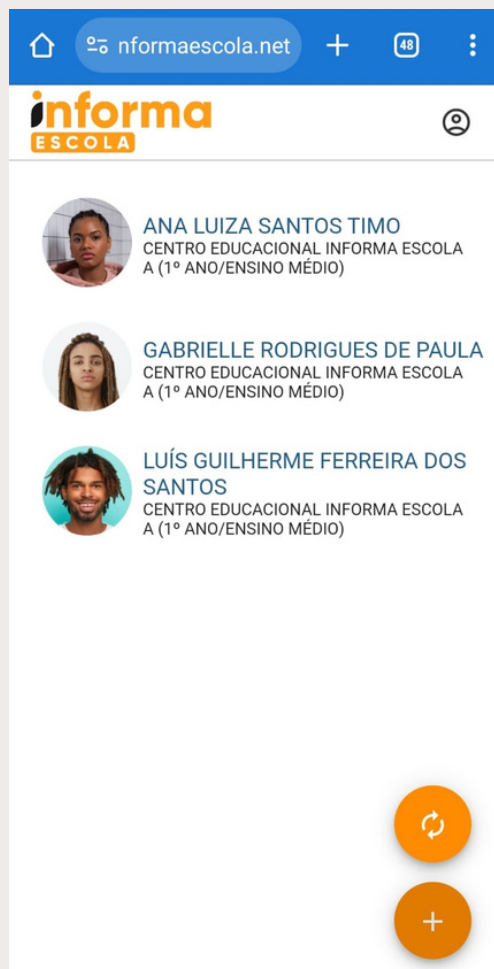 nformaescola.net
48
informa
ESCOLA
ANA LUIZA SANTOS TIMO
CENTRO EDUCACIONAL INFORMA ESCOLA
A (1º ANO/ENSINO MÉDIO)
GABRIELLE RODRIGUES DE PAULA
CENTRO EDUCACIONAL INFORMA ESCOLA
A (1º ANO/ENSINO MÉDIO)
LUÍS GUILHERME FERREIRA DOS
SANTOS
CENTRO EDUCACIONAL INFORMA ESCOLA
A (1º ANO/ENSINO MÉDIO)